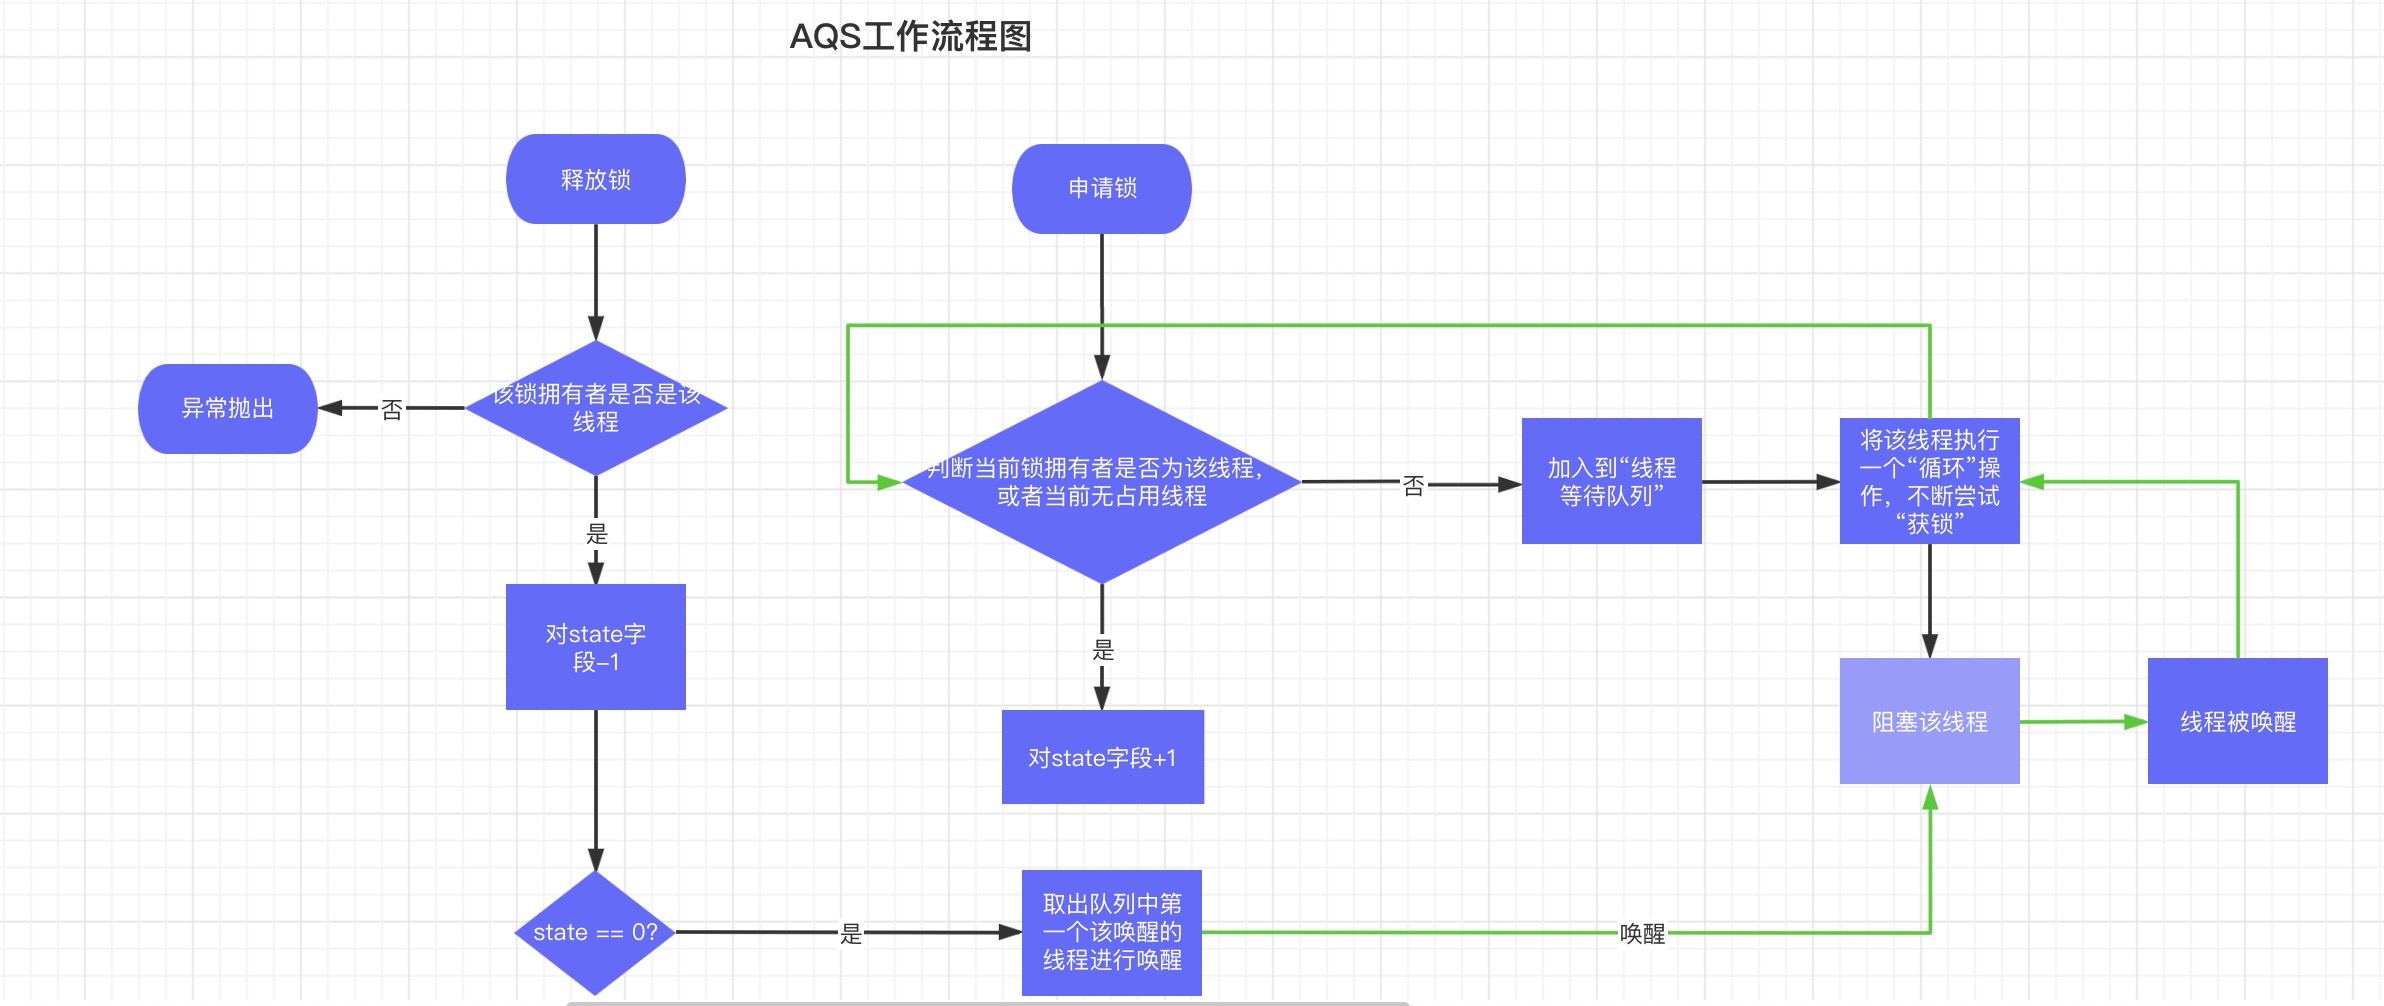 AQS工作流程图
释放锁
申请锁
该锁拥有者是否是该
线程
否
异常抛出
是
对state字
段-1
state == 0?
是
判断当前锁拥有者是否为该线程，
或者当前无占用线程
否
加入到“线程
等待队列”
将该线程执行
一个“循环”操
作，不断尝试
“获锁”
是
对state字段+1
阻塞该线程
线程被唤醒
取出队列中第
一个该唤醒的
线程进行唤醒
唤醒